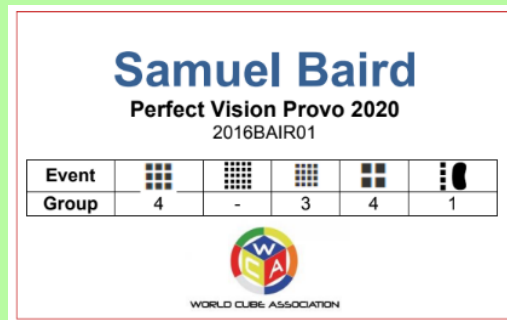 Samuel Baird
Perfect Vision Provo 2020
2016BAIR01
Event
Group 4 - 3 4 1
W
C A
WORLD CUBE ASSOCIATION